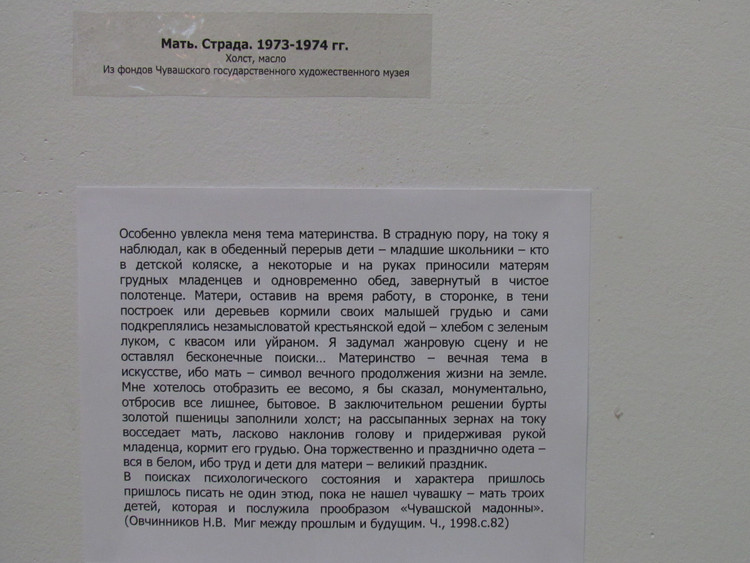 Мать. Страда. 1973-1974 гг.
Холст, масло
Из фондов Чувашского государственного художественного музея
Особенно увлекла меня тема материнства. В страдную пору, на току я
наблюдал, как в обеденный перерыв дети – младшие школьники – кто
в детской коляске, а некоторые и на руках приносили матерям
грудных младенцев и одновременно обед, завернутый в чистое
полотенце. Матери, оставив на время работу, в сторонке, в тени
построек или деревьев кормили своих малышей грудью и сами
подкреплялись незамысловатой крестьянской едой – хлебом с зеленым
луком, с квасом или уйраном. Я задумал жанровую сцену и не
оставлял бесконечные поиски... Материнство – вечная тема в
искусстве, ибо мать – символ вечного продолжения жизни на земле.
Мне хотелось отобразить ее весомо, я бы сказал, монументально,
отбросив все лишнее, бытовое. В заключительном решении бурты
золотой пшеницы заполнили холст; на рассыпанных зернах на току
восседает мать, ласково наклонив голову и придерживая рукой
младенца, кормит его грудью. Она торжественно и празднично одета –
вся в белом, ибо труд и дети для матери – великий праздник.
В поисках психологического состояния и характера пришлось
пришлось писать не один этюд, пока не нашел чувашку – мать троих
детей, которая и послужила прообразом «Чувашской мадонны».
(Овчинников Н.В. Миг между прошлым и будущим. Ч., 1998.с.82)